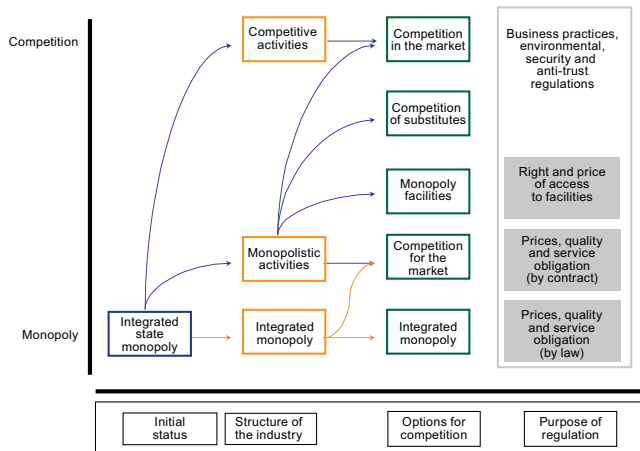 Competition
Monopoly
Integrated
state
monopoly
Competitive
activities
Monopolistic
activities
Integrated
monopoly
Competition
in the market
Competition
of substitutes
Monopoly
facilities
Competition
for the
market
Integrated
monopoly
Business practices,
environmental,
security and
anti-trust
regulations
Right and price
of access
to facilities
Prices, quality
and service
obligation
(by contract)
Prices, quality
and service
obligation
(by law)
Initial
status
Structure of
the industry
Options for
competition
Purpose of
regulation